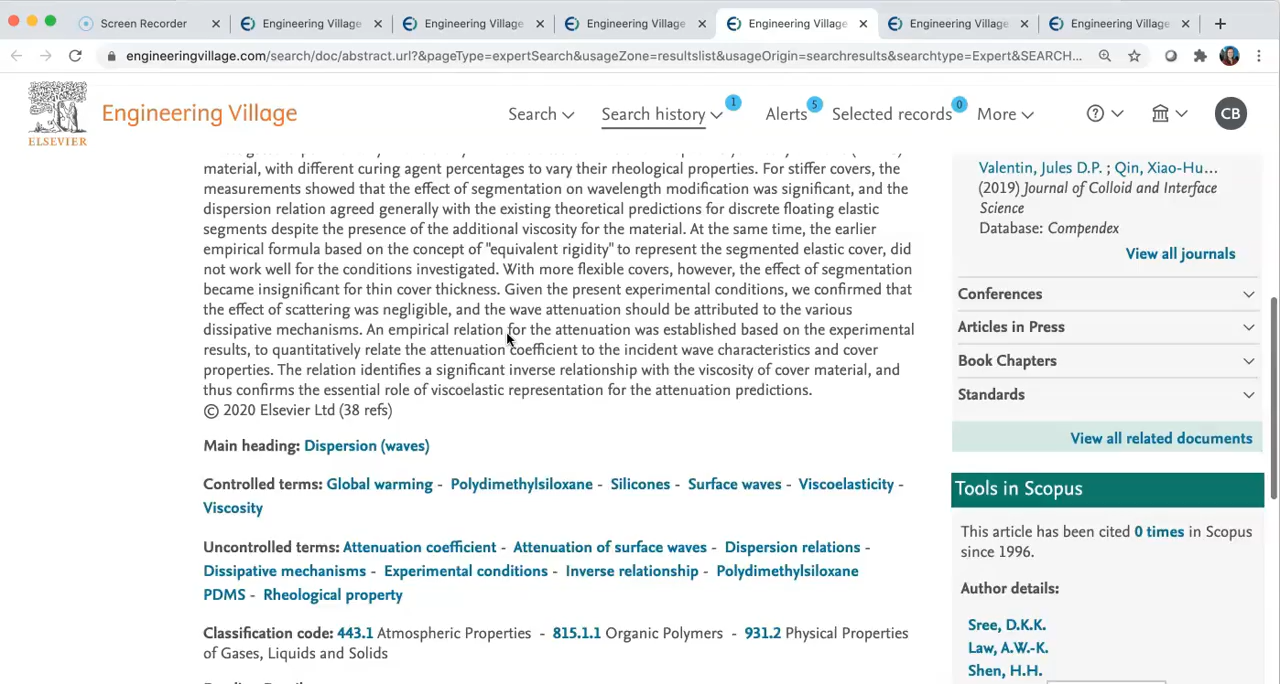 Screen Recorder
Engineering Village
Engineering Village
Engineering Village
Engineering Village
Engineering Village
Engineering Village
engineeringvillage.com/search/doc/abstract.url?&pageType=expertSearch&usageZone=resultslist&usageOrigin=searchresults&searchtype=Expert&SEARCH...
ELSEVIER
Engineering Village
Search
Search history 1
Alerts 5
Selected records 0
More
CB
material, with different curing agent percentages to vary their rheological properties. For stiffer covers, the
measurements showed that the effect of segmentation on wavelength modification was significant, and the
dispersion relation agreed generally with the existing theoretical predictions for discrete floating elastic
segments despite the presence of the additional viscosity for the material. At the same time, the earlier
empirical formula based on the concept of "equivalent rigidity" to represent the segmented elastic cover, did
not work well for the conditions investigated. With more flexible covers, however, the effect of segmentation
became insignificant for thin cover thickness. Given the present experimental conditions, we confirmed that
the effect of scattering was negligible, and the wave attenuation should be attributed to the various
dissipative mechanisms. An empirical relation for the attenuation was established based on the experimental
results, to quantitatively relate the attenuation coefficient to the incident wave characteristics and cover
properties. The relation identifies a significant inverse relationship with the viscosity of cover material, and
thus confirms the essential role of viscoelastic representation for the attenuation predictions.
© 2020 Elsevier Ltd (38 refs)
Main heading: Dispersion (waves)
Controlled terms: Global warming - Polydimethylsiloxane - Silicones - Surface waves - Viscoelasticity -
Viscosity
Uncontrolled terms: Attenuation coefficient - Attenuation of surface waves - Dispersion relations -
Dissipative mechanisms - Experimental conditions - Inverse relationship - Polydimethylsiloxane
PDMS - Rheological property
Classification code: 443.1 Atmospheric Properties - 815.1.1 Organic Polymers - 931.2 Physical Properties
of Gases, Liquids and Solids
Valentin, Jules D.P. ; Qin, Xiao-Hu...
(2019) Journal of Colloid and Interface
Science
Database: Compendex
View all journals
Conferences
Articles in Press
Book Chapters
Standards
View all related documents
Tools in Scopus
This article has been cited 0 times in Scopus
since 1996.
Author details:
Sree, D.K.K.
Law, A.W.-K.
Shen, H.H.